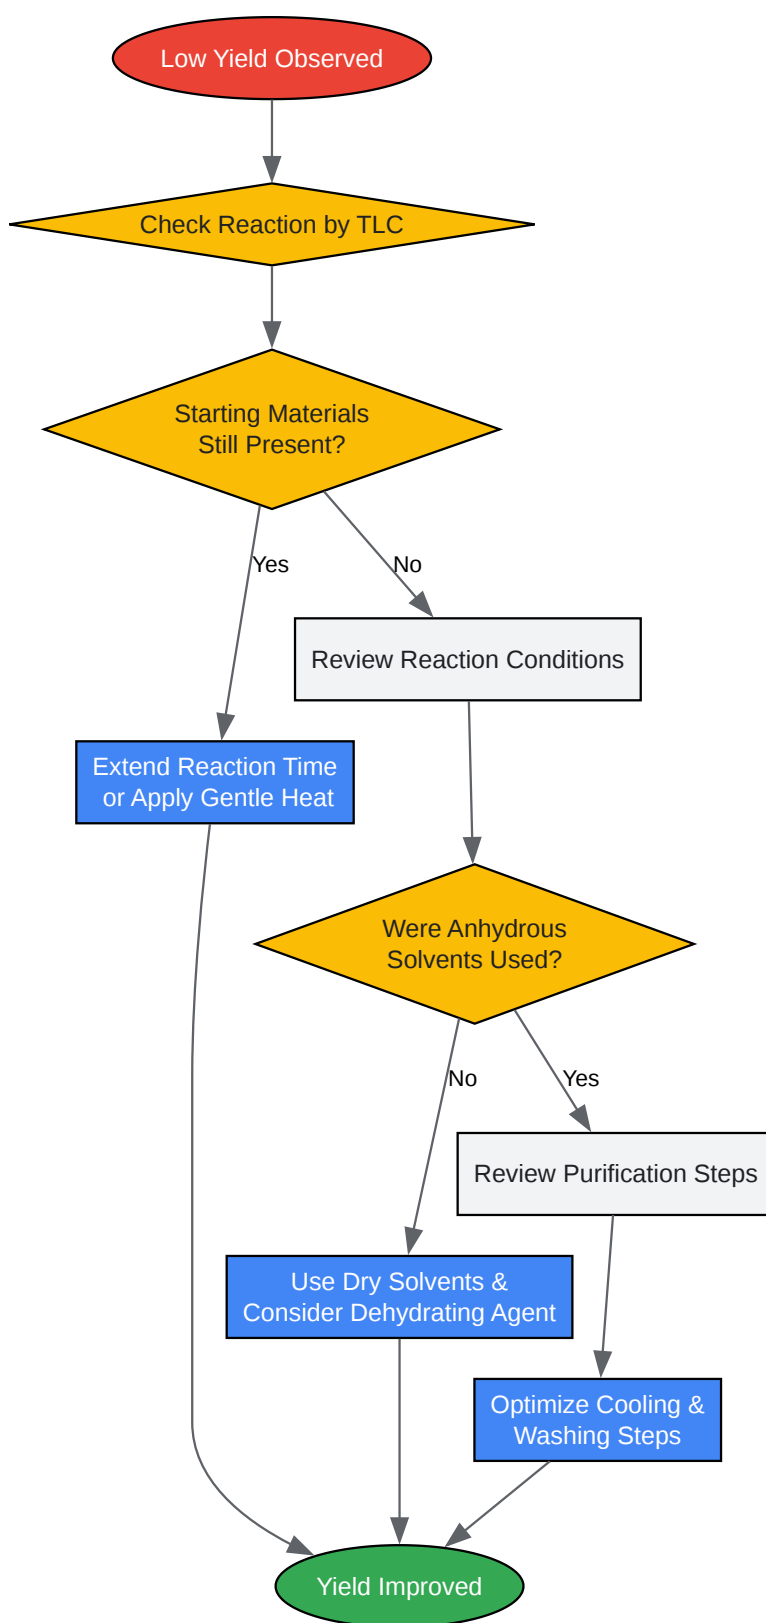 Low Yield Observed
Check Reaction by TLC
Starting Materials
Still Present?
Yes
No
Review Reaction Conditions
Extend Reaction Time
or Apply Gentle Heat
Were Anhydrous
Solvents Used?
No
Yes
Review Purification Steps
Use Dry Solvents &
Consider Dehydrating Agent
Optimize Cooling &
Washing Steps
Yield Improved